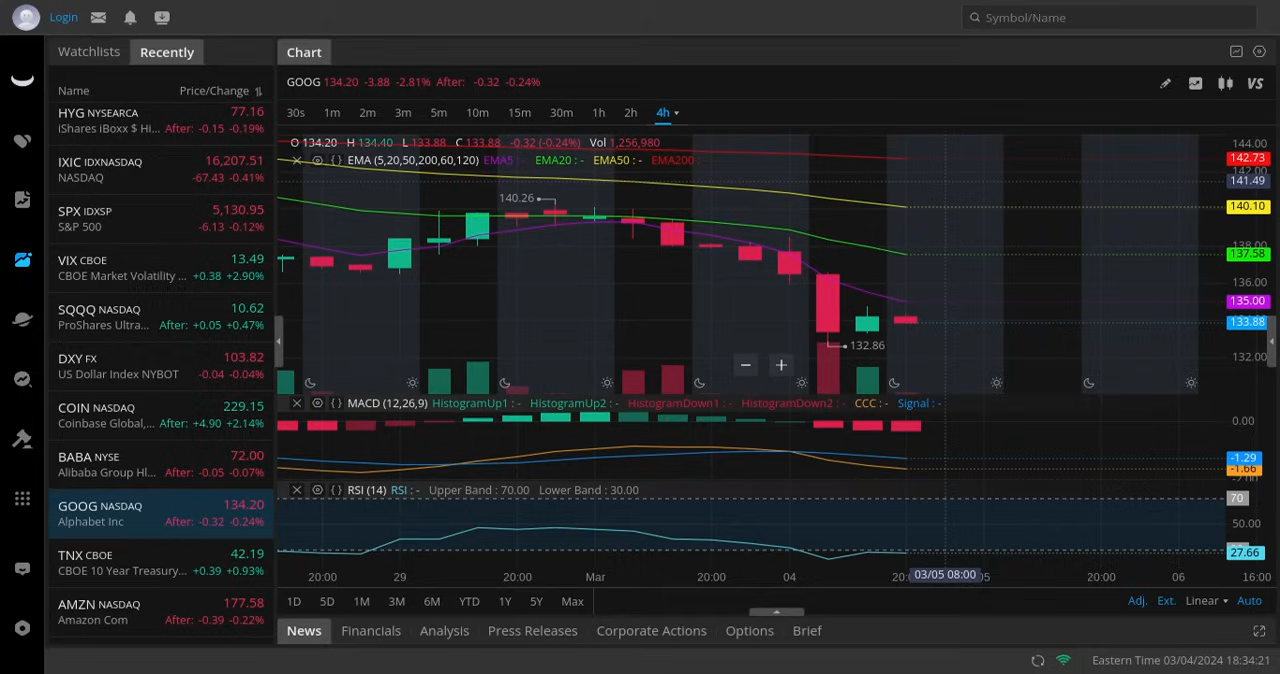 Login
Symbol/Name
Watchlists
Recently
Name
Price/Change
HYG NYSEARCA 77.16
iShares iBoxx $ Hi... After: -0.15 -0.19%
IXIC IDXNASDAQ 16,207.51
NASDAQ -67.43 -0.41%
SPX IDXSP 5,130.95
S&P 500 -6.13 -0.12%
VIX CBOE 13.49
CBOE Market Volatility ... +0.38 +2.90%
SQQQ NASDAQ 10.62
ProShares Ultra... After: +0.05 +0.47%
DXY FX 103.82
US Dollar Index NYBOT -0.04 -0.04%
COIN NASDAQ 229.15
Coinbase Global,... After: +4.90 +2.14%
BABA NYSE 72.00
Alibaba Group Hl... After: -0.05 -0.07%
GOOG NASDAQ 134.20
Alphabet Inc After: -0.32 -0.24%
TNX CBOE 42.19
CBOE 10 Year Treasury... +0.39 +0.93%
AMZN NASDAQ 177.58
Amazon Com After: -0.39 -0.22%
Chart
GOOG 134.20 -3.88 -2.81% After: -0.32 -0.24%
VS
30s 1m 2m 3m 5m 10m 15m 30m 1h 2h 4h
O 134.20 H 134.40 L 133.88 C 133.88 -0.32 (-0.24%) Vol 1,256,980
EMA (5,20,50,200,60,120) EMA5 : - EMA20 : - EMA50 : - EMA200 : -
144.00
142.73
142.00
141.49
140.10
138.00
137.58
136.00
135.00
133.88
132.00
140.26
132.86
MACD (12,26,9) HistogramUp1 : - HistogramUp2 : - HistogramDown1 : - HistogramDown2 : - CCC : - Signal : -
0.00
-1.29
-1.66
-2.00
RSI (14) RSI : - Upper Band : 70.00 Lower Band : 30.00
70
50.00
27.66
20:00 29 20:00 Mar 20:00 04 20: 03/05 08:00 05 20:00 06 16:00
1D 5D 1M 3M 6M YTD 1Y 5Y Max
Adj. Ext. Linear Auto
News Financials Analysis Press Releases Corporate Actions Options Brief
Eastern Time 03/04/2024 18:34:21